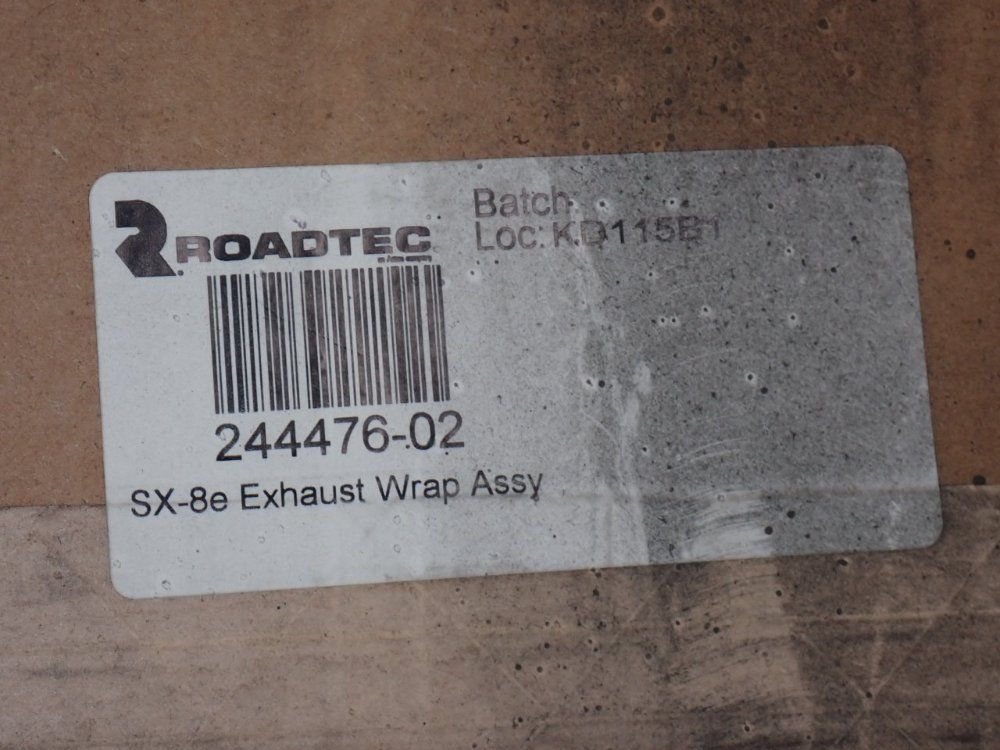 ROADTEC
Batch:
Loc: KD115B1
244476-02
SX-8e Exhaust Wrap Assy